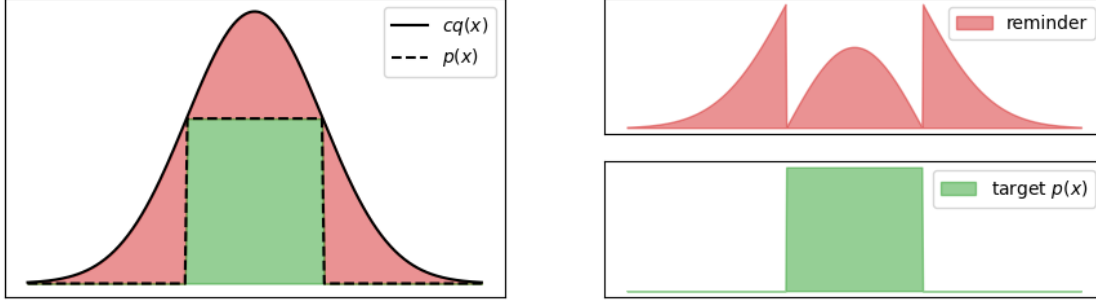 cq(x)
p(x)
reminder
target p(x)